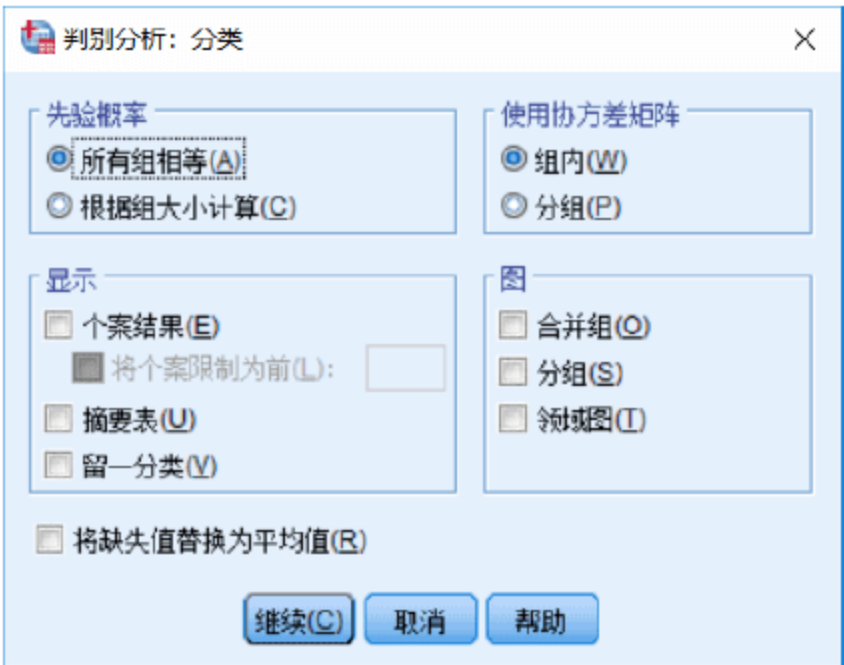 判别分析：分类
先验概率
所有组相等(A)
根据组大小计算(C)
使用协方差矩阵
组内(W)
分组(P)
显示
个案结果(E)
将个案限制为前(L)：
摘要表(U)
留一分类(V)
图
合并组(O)
分组(S)
领域图(T)
将缺失值替换为平均值(R)
继续(C)
取消
帮助